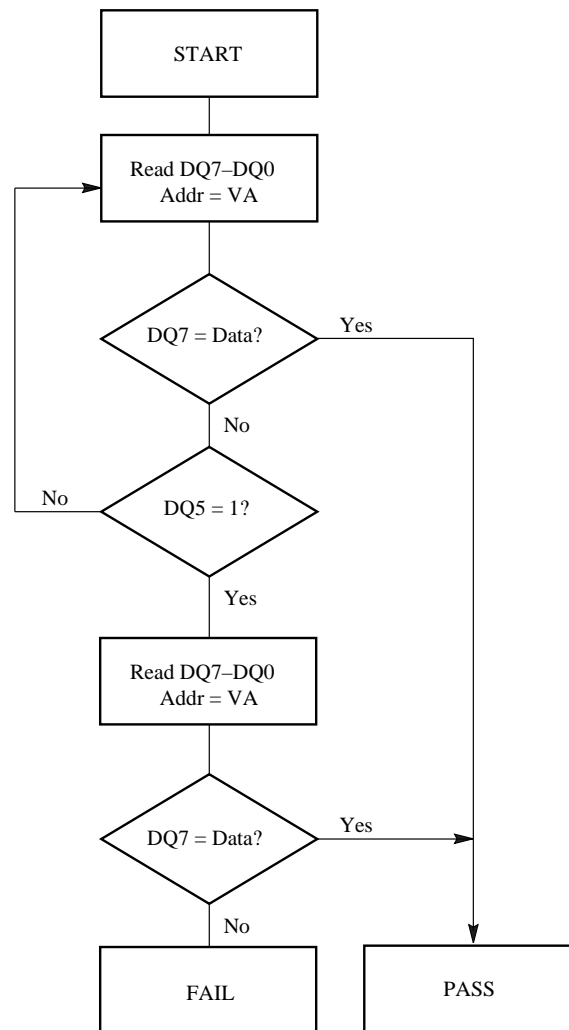 START
Read DQ7–DQ0
Addr = VA
DQ7 = Data?
Yes
No
No
DQ5 = 1?
Yes
Read DQ7–DQ0
Addr = VA
DQ7 = Data?
Yes
No
FAIL
PASS